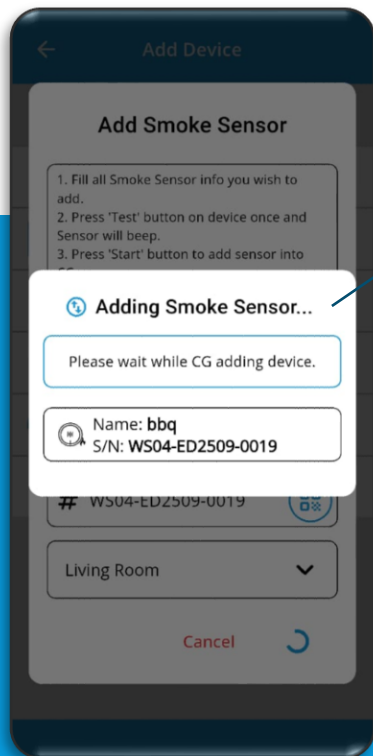 Add Device
Add Smoke Sensor
1. Fill all Smoke Sensor info you wish to
add.
2. Press 'Test' button on device once and
Sensor will beep.
3. Press 'Start' button to add sensor into
Adding Smoke Sensor...
Please wait while CG adding device.
Name: bbq
S/N: WS04-ED2509-0019
# WS04-ED2509-0019
Living Room
Cancel